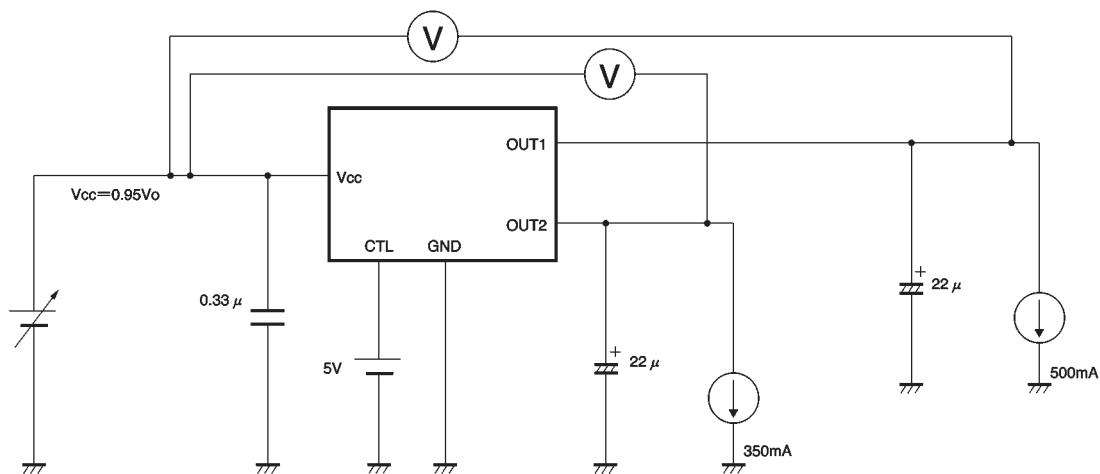 V
V
OUT1
Vcc
Vcc=0.95Vo
OUT2
CTL GND
0.33 μ
+
22 μ
5V
+
22 μ
500mA
350mA